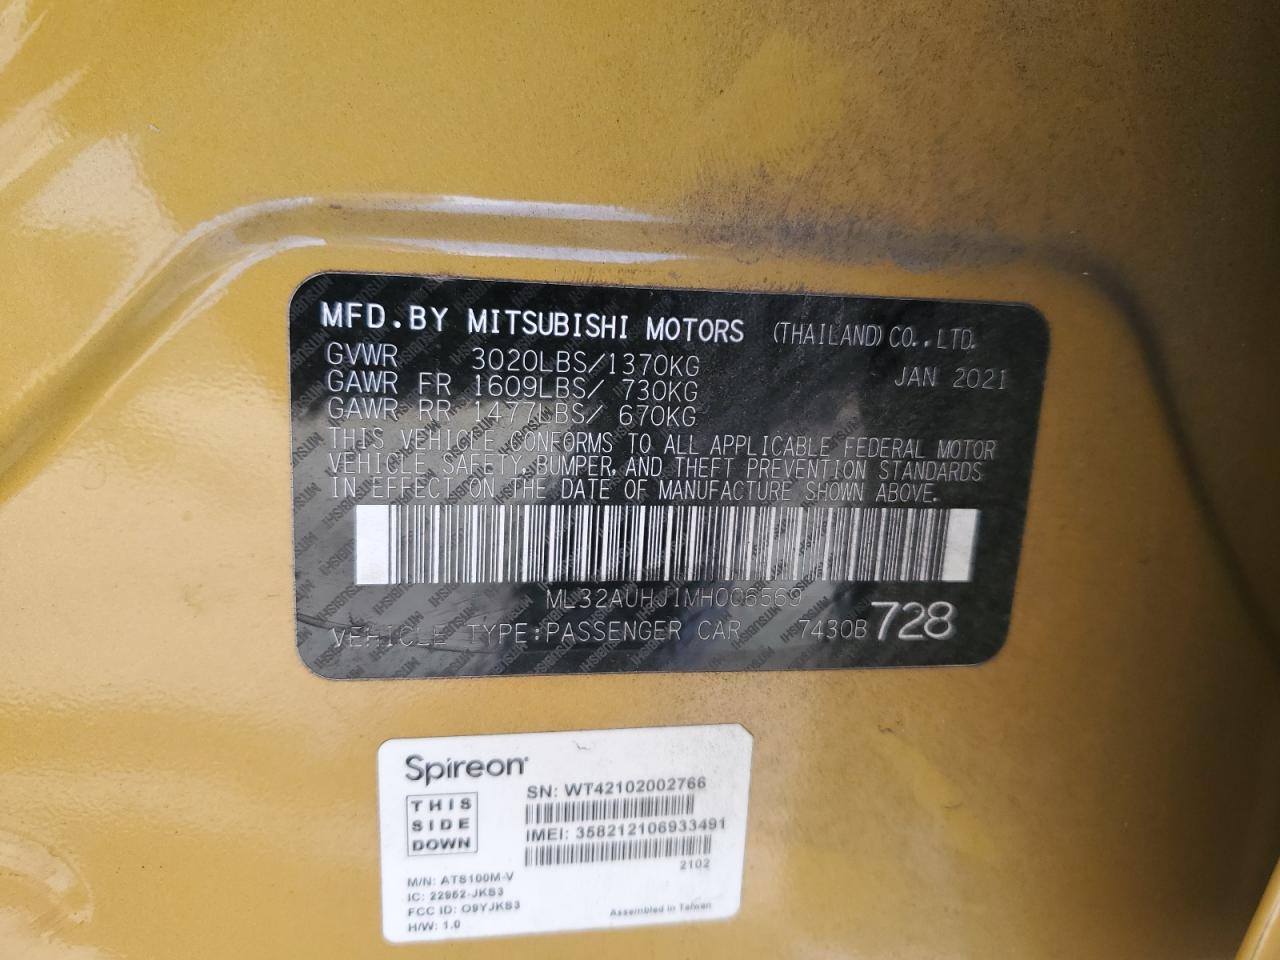 MFD.BY MITSUBISHI MOTORS (THAILAND) CO.,LTD.
GVWR 3020LBS/1370KG JAN 2021
GAWR FR 1609LBS/ 730KG
GAWR RR 1477LBS/ 670KG
THIS VEHICLE CONFORMS TO ALL APPLICABLE FEDERAL MOTOR
VEHICLE SAFETY, BUMPER, AND THEFT PREVENTION STANDARDS
IN EFFECT ON THE DATE OF MANUFACTURE SHOWN ABOVE.
ML32AUHJ1MH006569
VEHICLE TYPE:PASSENGER CAR 7430B 728
Spireon
THIS
SIDE
DOWN
SN: WT42102002766
IMEI: 358212106933491
2102
M/N: ATS100M-V
IC: 22952-JKS3
FCC ID: O9YJKS3
H/W: 1.0
Assembled in Taiwan